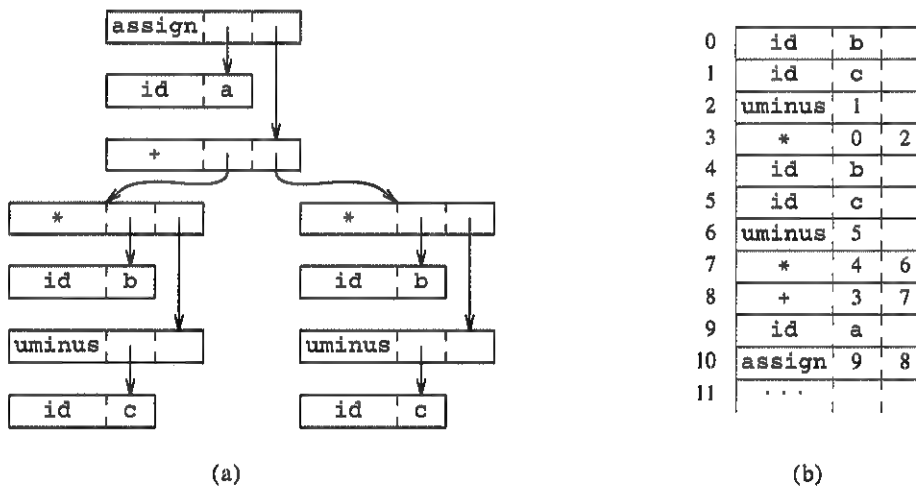 assign
id a
+
* *
id b id b
uminus uminus
id c id c
(a)
0 id b
1 id c
2 uminus 1
3 * 0 2
4 id b
5 id c
6 uminus 5
7 * 4 6
8 + 3 7
9 id a
10 assign 9 8
11 . . .
(b)